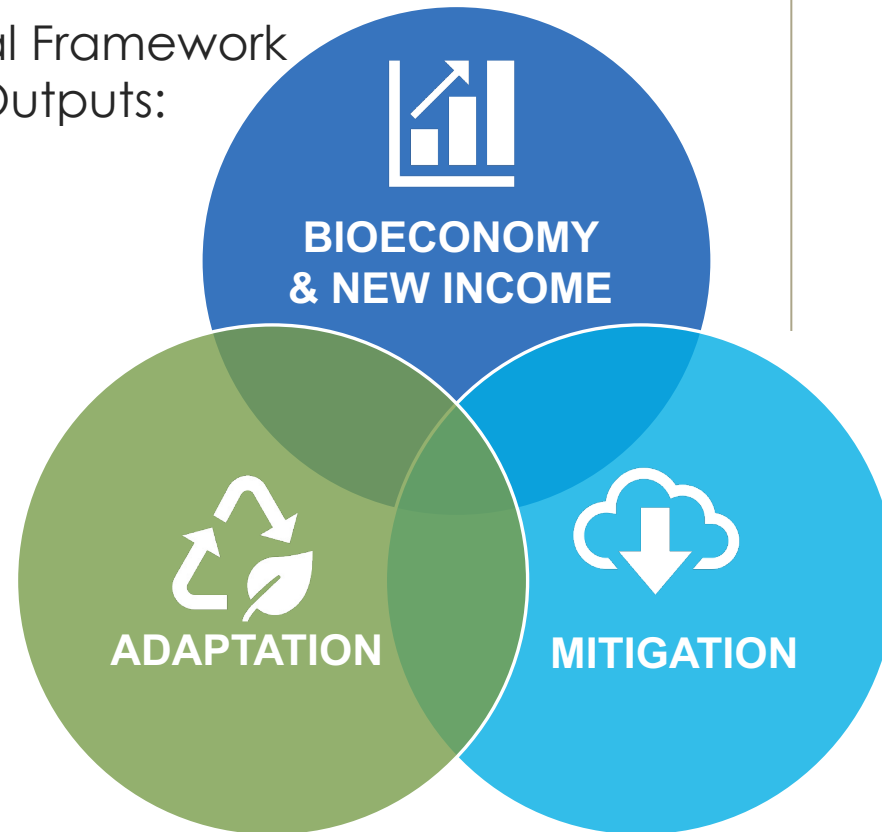 al Framework
Outputs:
BIOECONOMY
& NEW INCOME
ADAPTATION
MITIGATION